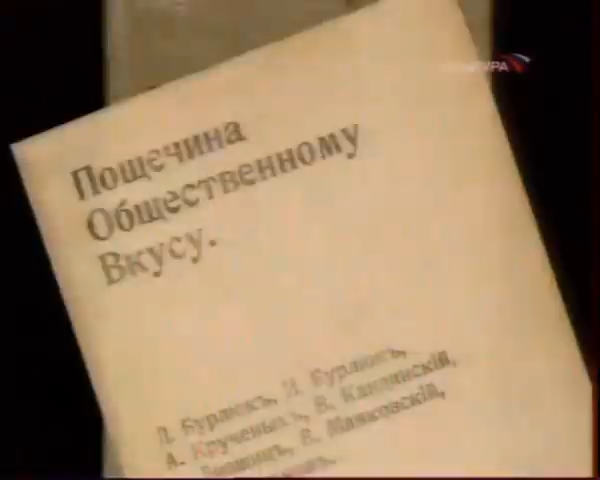 Пощечина
Общественному
Вкусу.
Д. Бурлюкъ, Н. Бурлюкъ,
А. Крученыхъ, В. Кандинскій,
В. Маяковскій,